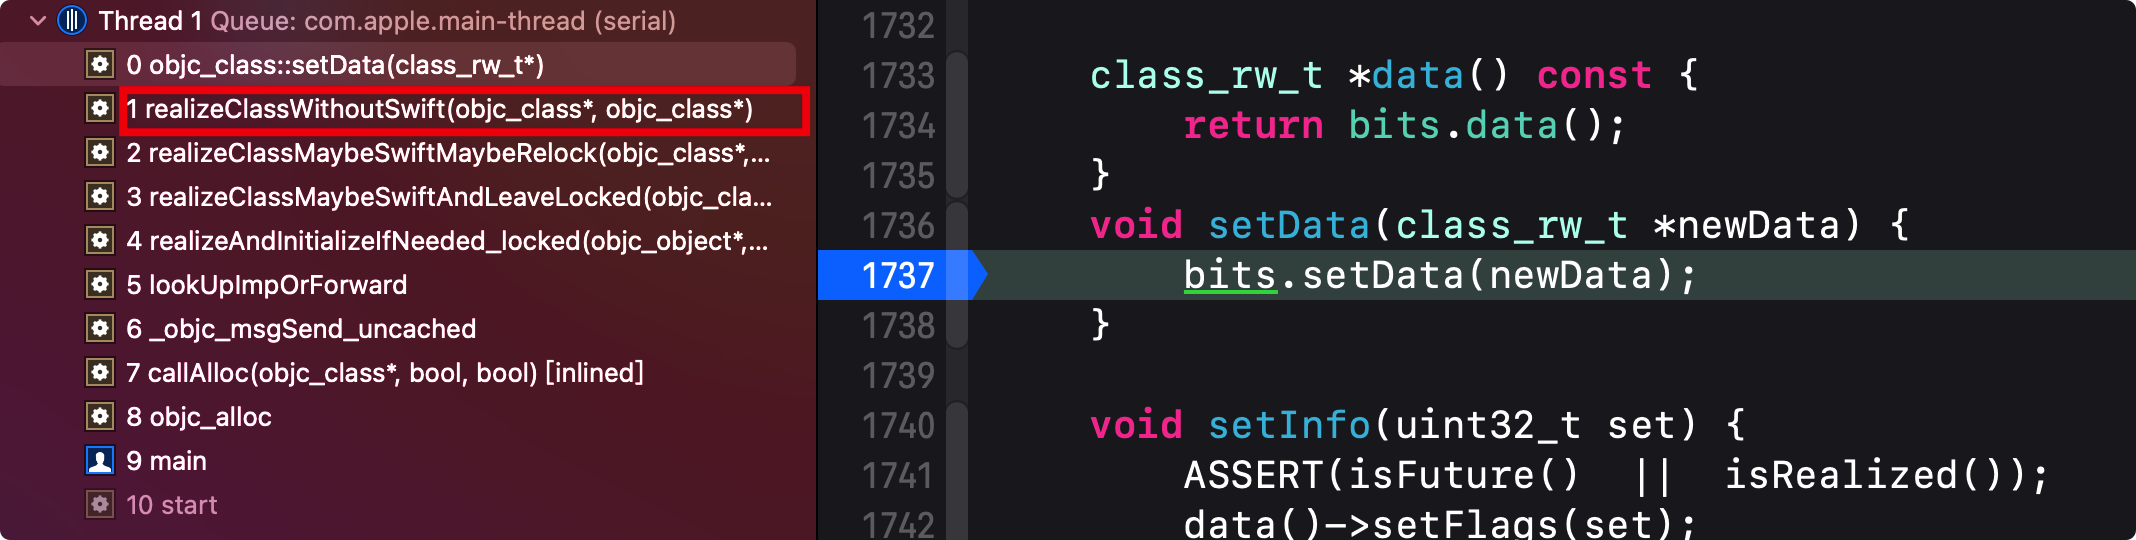 Thread 1 Queue: com.apple.main-thread (serial)
0 objc_class::setData(class_rw_t*)
1 realizeClassWithoutSwift(objc_class*, objc_class*)
2 realizeClassMaybeSwiftMaybeRelock(objc_class*,...
3 realizeClassMaybeSwiftAndLeaveLocked(objc_cla...
4 realizeAndInitializeIfNeeded_locked(objc_object*,...
5 lookUpImpOrForward
6 _objc_msgSend_uncached
7 callAlloc(objc_class*, bool, bool) [inlined]
8 objc_alloc
9 main
10 start
1732
1733 class_rw_t *data() const {
1734 return bits.data();
1735 }
1736 void setData(class_rw_t *newData) {
1737 bits.setData(newData);
1738 }
1739
1740 void setInfo(uint32_t set) {
1741 ASSERT(isFuture() || isRealized());
1742 data()->setFlags(set);